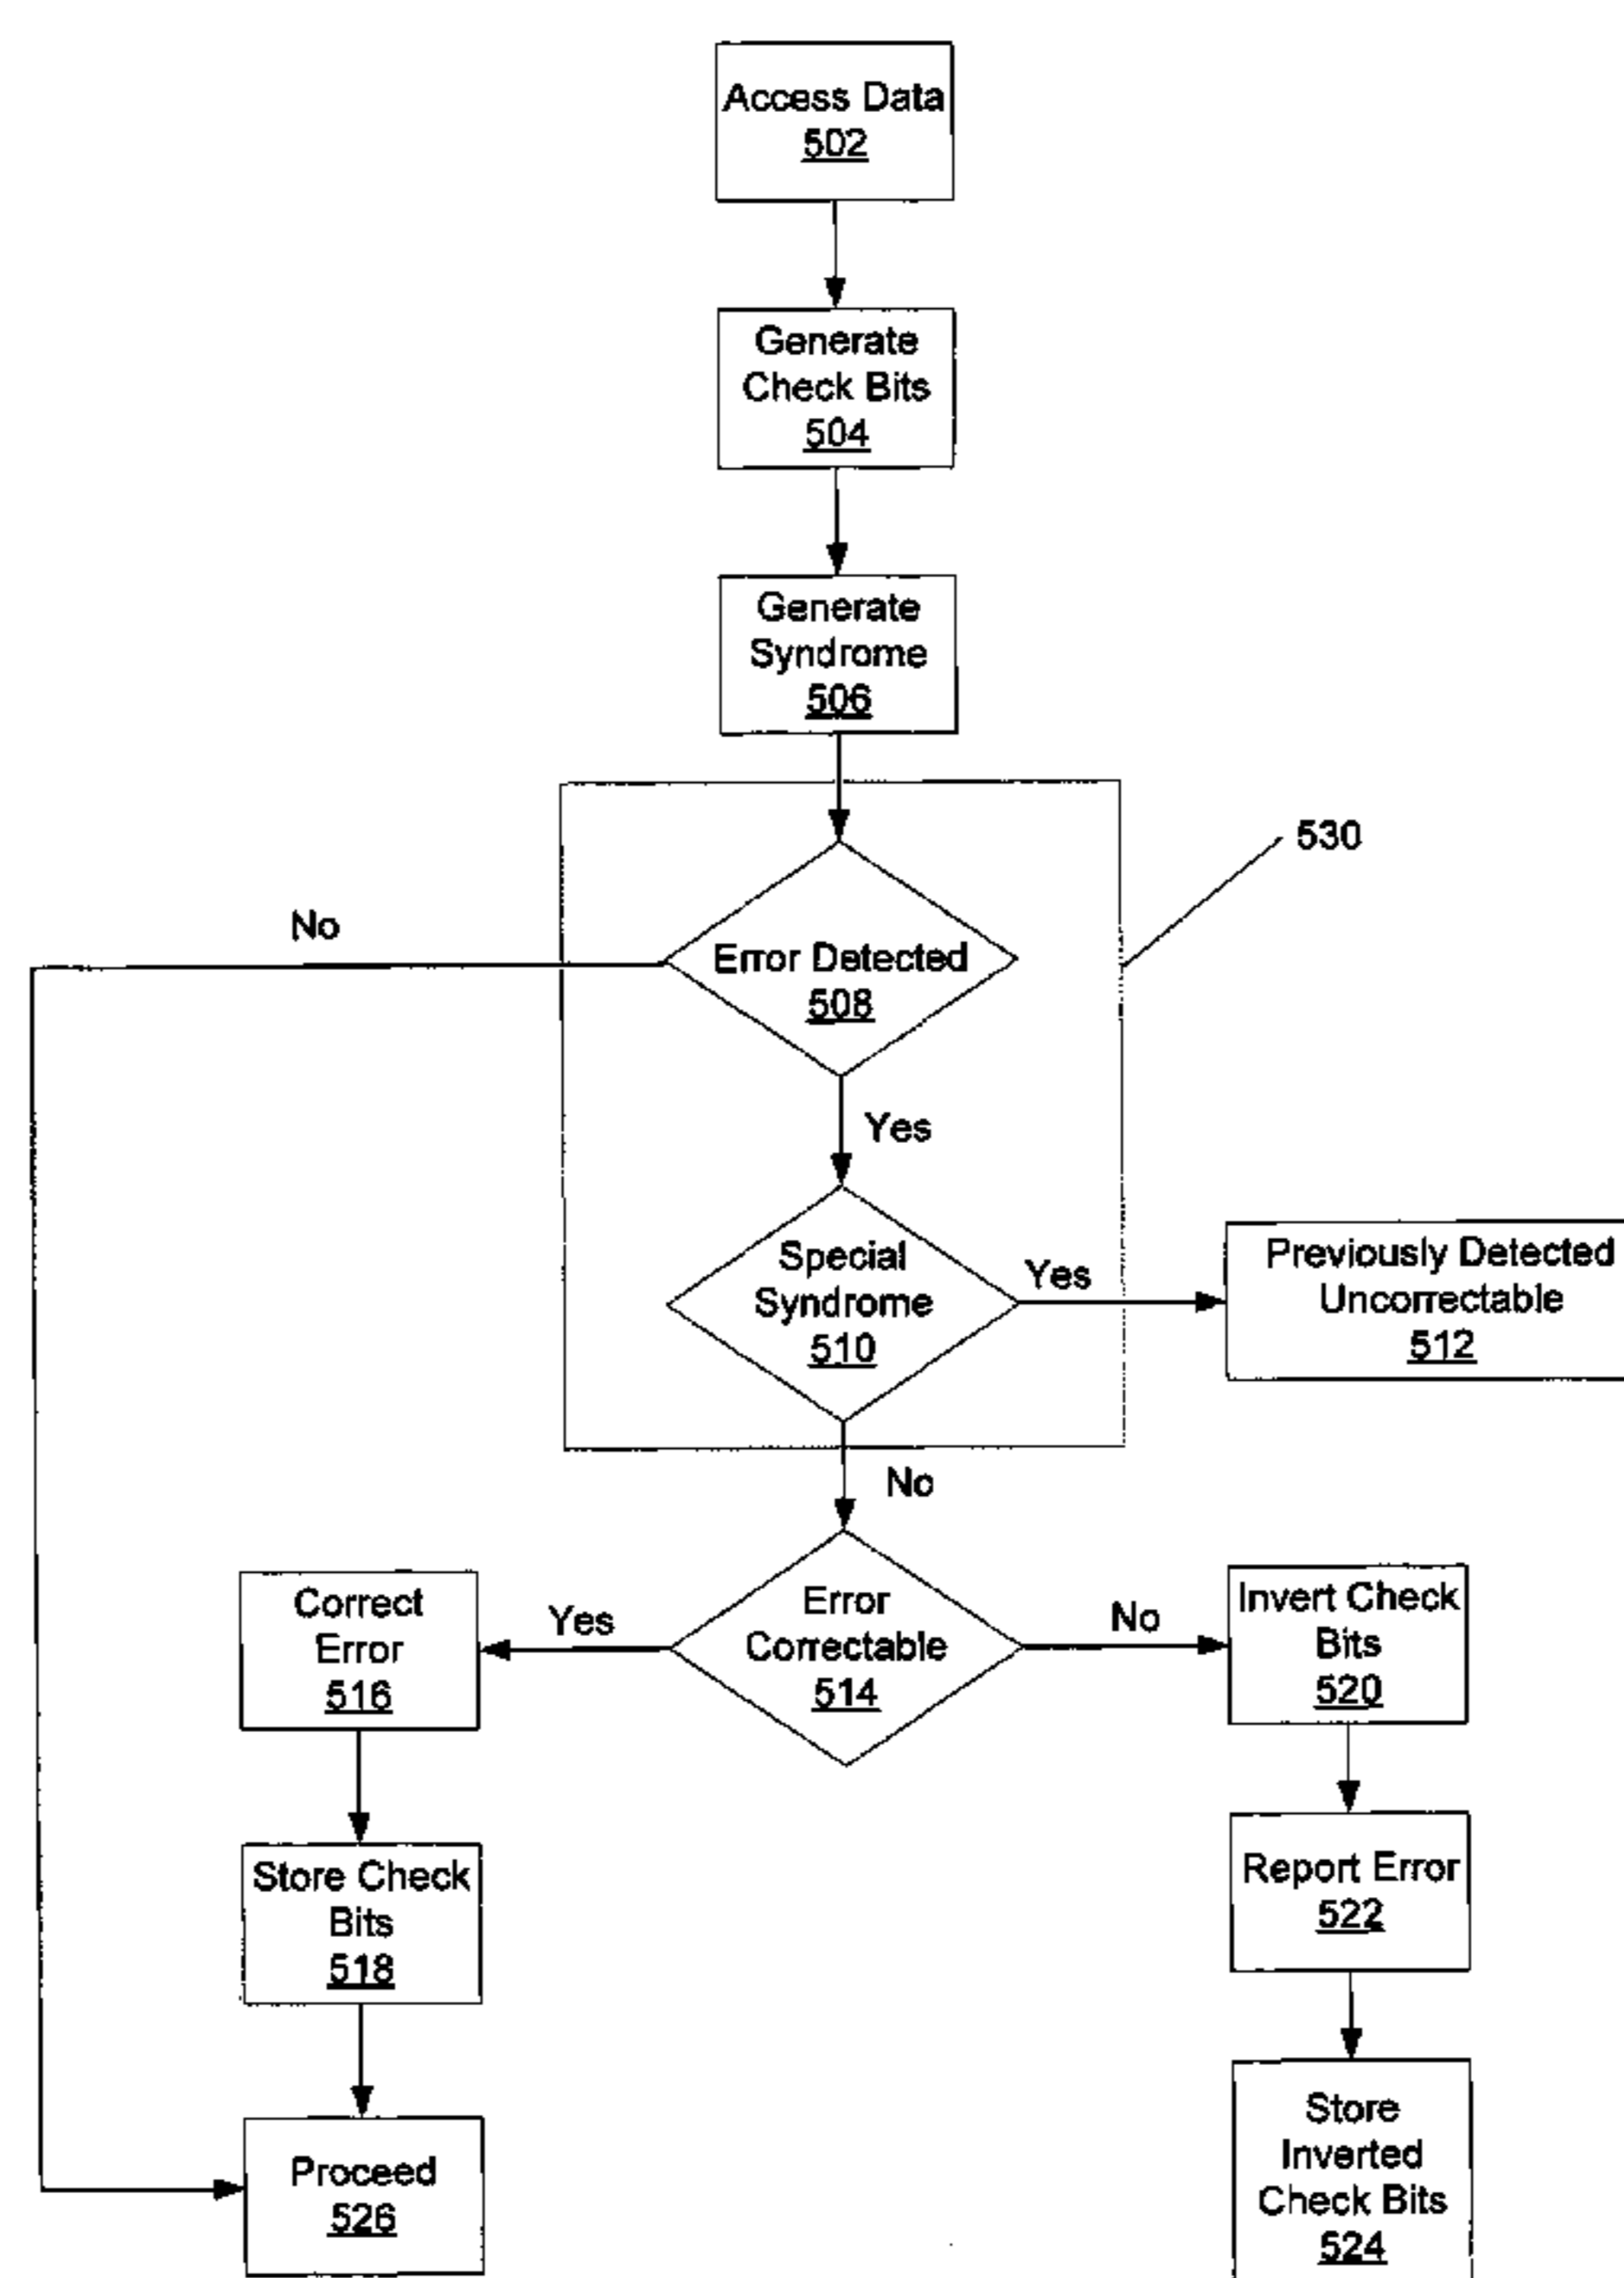 Access Data
502
Generate
Check Bits
504
Generate
Syndrome
506
530
No
Error Detected
508
Yes
Special
Syndrome
510
Yes
Previously Detected
Uncorrectable
512
No
Correct
Error
516
Yes
Error
Correctable
514
No
Invert Check
Bits
520
Store Check
Bits
518
Report Error
522
Proceed
526
Store
Inverted
Check Bits
524